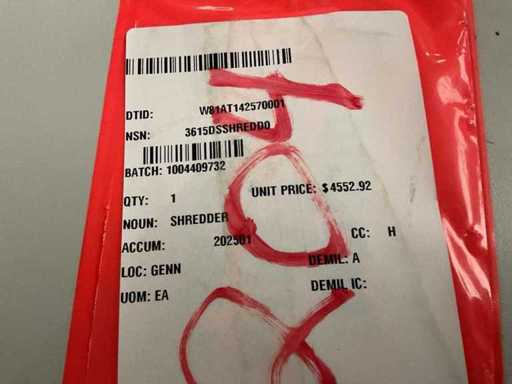 DTID: W81AT142570001
NSN: 3615DSSHREDD0
BATCH: 1004409732
QTY: 1 UNIT PRICE: $4552.92
NOUN: SHREDDER
ACCUM: 202501 CC: H
LOC: GENN DEMIL: A
UOM: EA DEMIL IC: